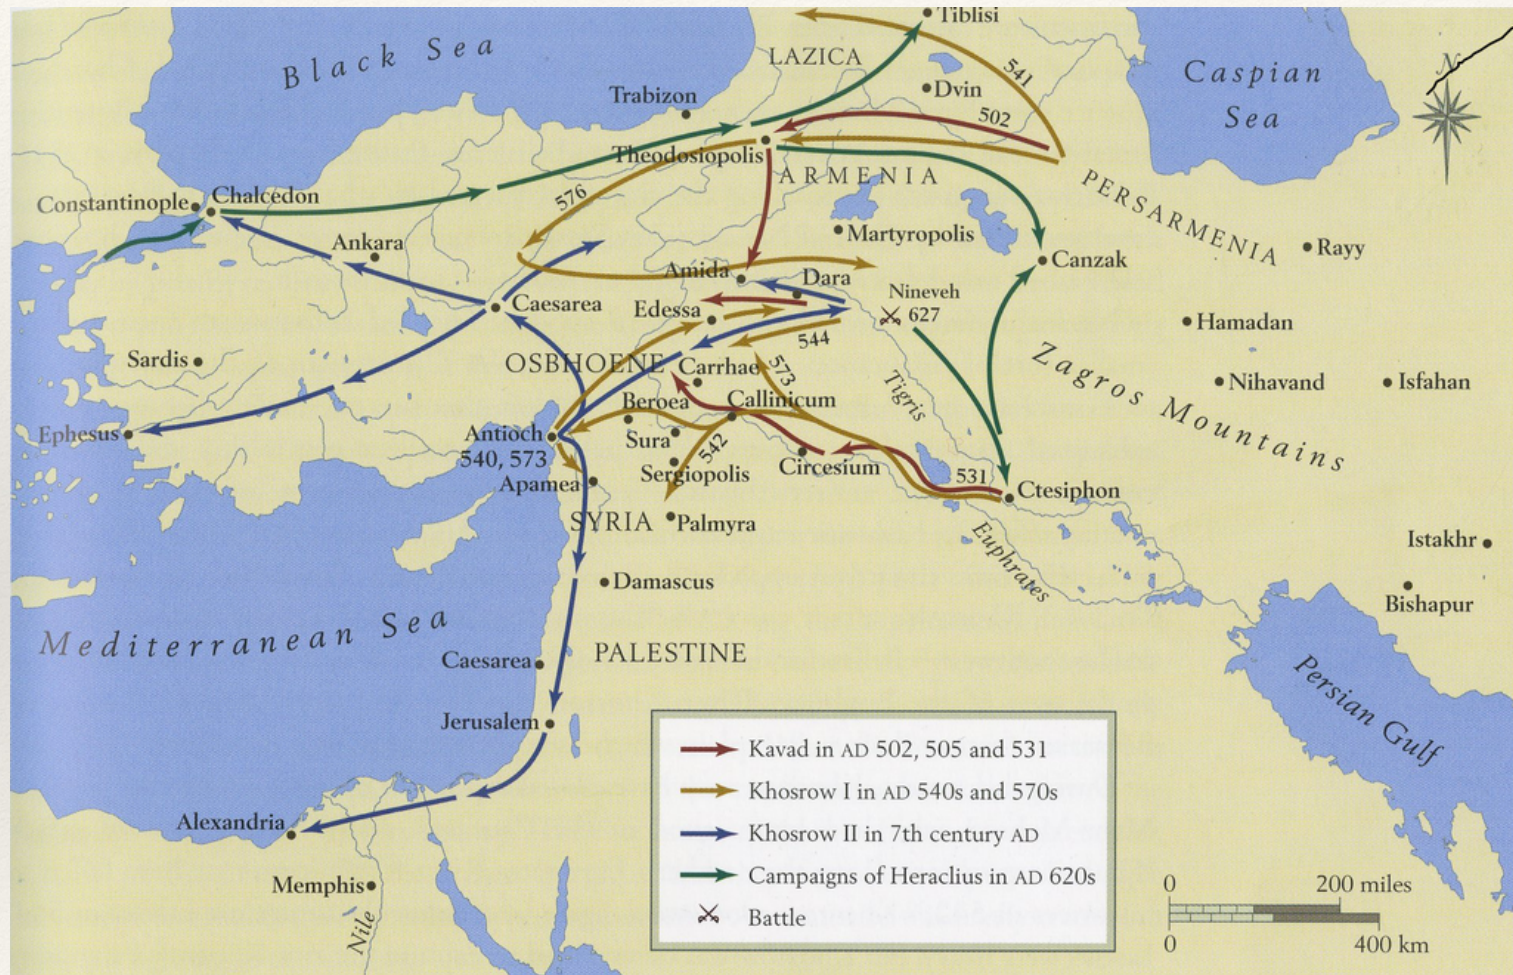 Tiblisi
Black Sea
LAZICA
541
Caspian
Sea
N
Dvin
Trabizon
502
Theodosiopolis
ARMENIA
PERSARMENIA
576
Constantinople
Chalcedon
Martyropolis
Rayy
Ankara
Canzak
Amida
Dara
Nineveh
627
Caesarea
Edessa
Hamadan
544
OSBHOENE
Sardis
Carrhae
573
Zagros Mountains
Nihavand
Isfahan
Tigris
Beroea
Callinicum
Ephesus
Antioch
540, 573
Sura
542
Sergiopolis
Circesium
531
Apamea
Ctesiphon
SYRIA
Palmyra
Euphrates
Istakhr
Damascus
Bishapur
Mediterranean Sea
Caesarea
PALESTINE
Persian Gulf
Jerusalem
Alexandria
Memphis
Nile
Kavad in AD 502, 505 and 531
Khosrow I in AD 540s and 570s
Khosrow II in 7th century AD
Campaigns of Heraclius in AD 620s
Battle
0 200 miles
0 400 km